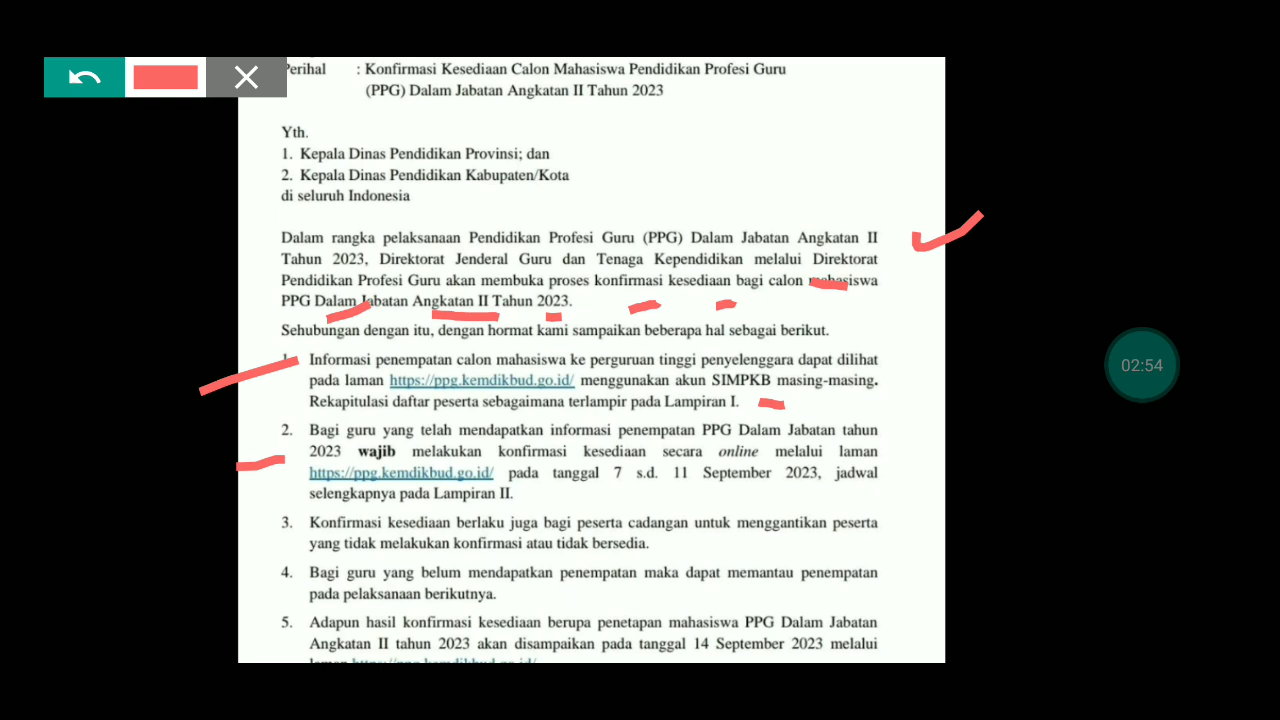 Perihal : Konfirmasi Kesediaan Calon Mahasiswa Pendidikan Profesi Guru
(PPG) Dalam Jabatan Angkatan II Tahun 2023
Yth.
1. Kepala Dinas Pendidikan Provinsi; dan
2. Kepala Dinas Pendidikan Kabupaten/Kota
di seluruh Indonesia
Dalam rangka pelaksanaan Pendidikan Profesi Guru (PPG) Dalam Jabatan Angkatan II
Tahun 2023, Direktorat Jenderal Guru dan Tenaga Kependidikan melalui Direktorat
Pendidikan Profesi Guru akan membuka proses konfirmasi kesediaan bagi calon mahasiswa
PPG Dalam Jabatan Angkatan II Tahun 2023.
Sehubungan dengan itu, dengan hormat kami sampaikan beberapa hal sebagai berikut.
1. Informasi penempatan calon mahasiswa ke perguruan tinggi penyelenggara dapat dilihat
pada laman https://ppg.kemdikbud.go.id/ menggunakan akun SIMPKB masing-masing.
Rekapitulasi daftar peserta sebagaimana terlampir pada Lampiran I.
2. Bagi guru yang telah mendapatkan informasi penempatan PPG Dalam Jabatan tahun
2023 wajib melakukan konfirmasi kesediaan secara online melalui laman
https://ppg.kemdikbud.go.id/ pada tanggal 7 s.d. 11 September 2023, jadwal
selengkapnya pada Lampiran II.
3. Konfirmasi kesediaan berlaku juga bagi peserta cadangan untuk menggantikan peserta
yang tidak melakukan konfirmasi atau tidak bersedia.
4. Bagi guru yang belum mendapatkan penempatan maka dapat memantau penempatan
pada pelaksanaan berikutnya.
5. Adapun hasil konfirmasi kesediaan berupa penetapan mahasiswa PPG Dalam Jabatan
Angkatan II tahun 2023 akan disampaikan pada tanggal 14 September 2023 melalui
laman https://ppg.kemdikbud.go.id/
02:54